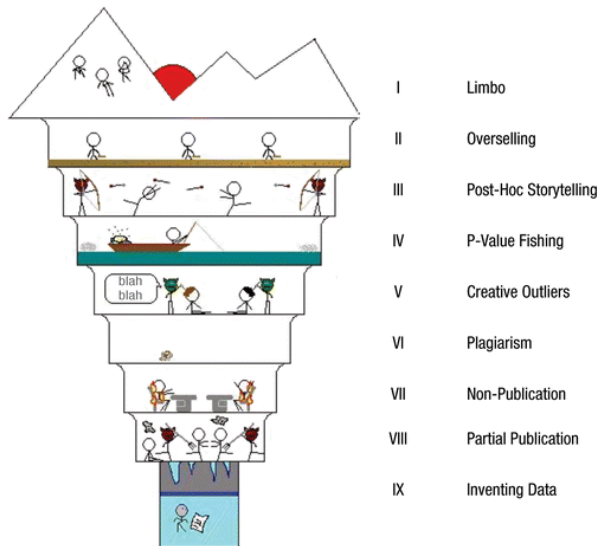 I Limbo
II Overselling
III Post-Hoc Storytelling
IV P-Value Fishing
blah
blah
V Creative Outliers
VI Plagiarism
VII Non-Publication
VIII Partial Publication
IX Inventing Data